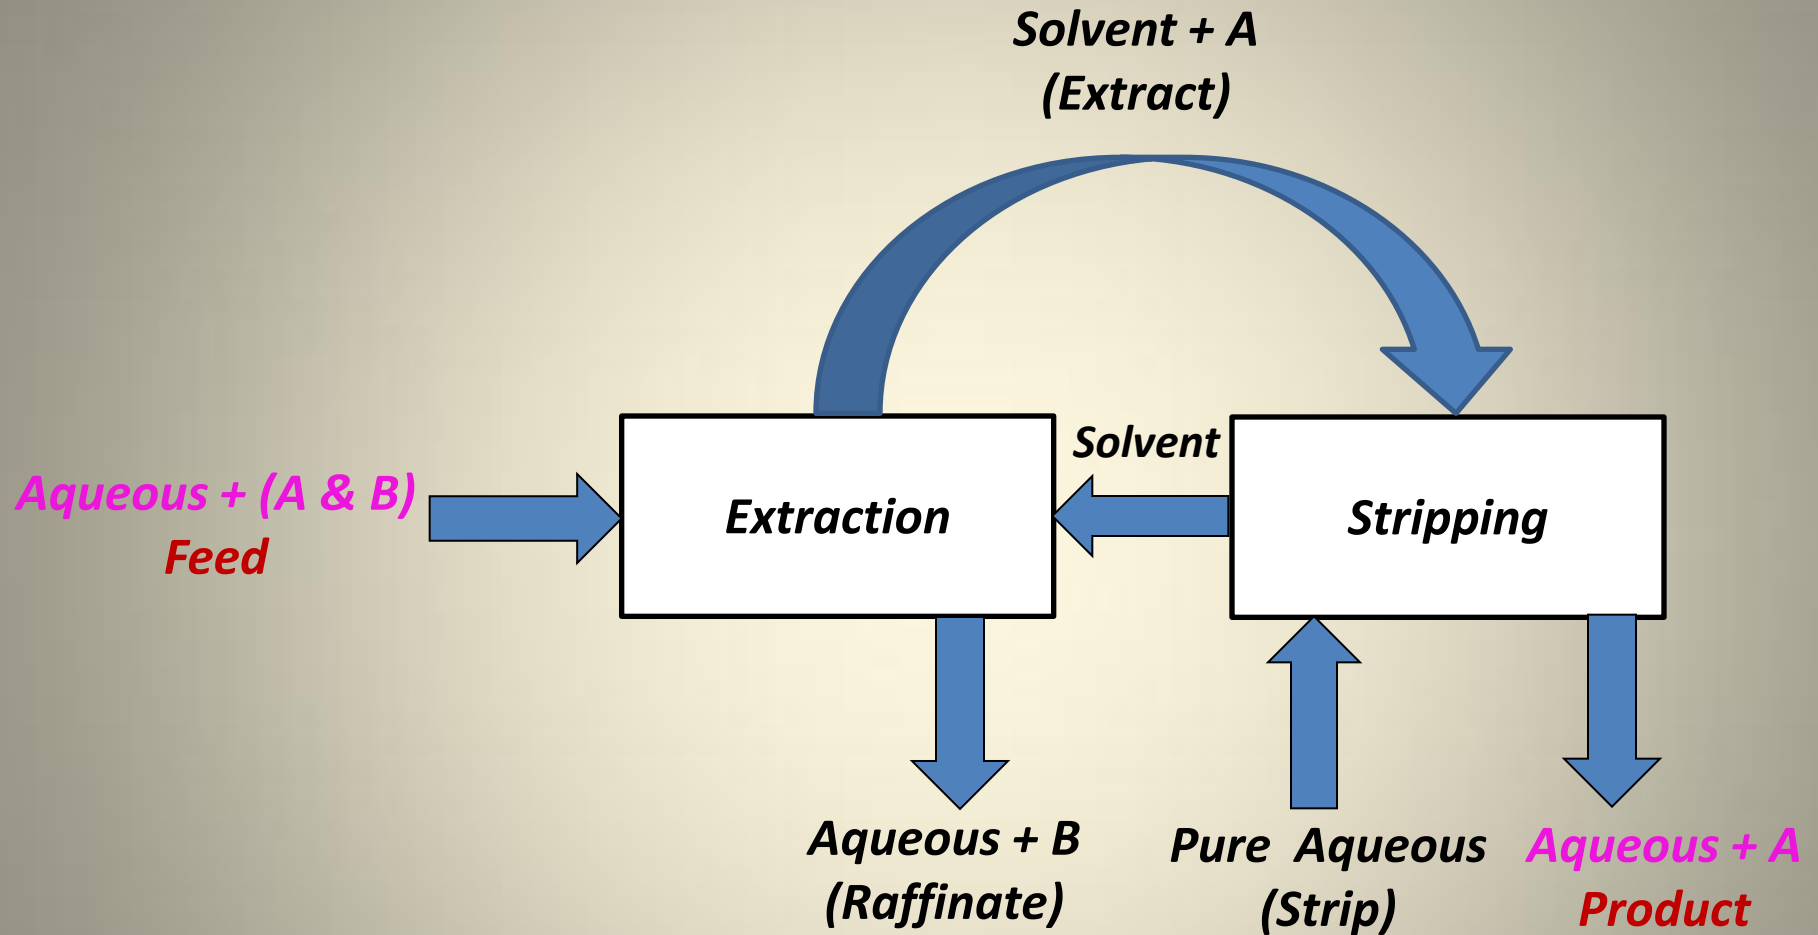 Solvent + A
(Extract)
Solvent
Aqueous + (A & B)
Feed
Extraction
Stripping
Aqueous + B
(Raffinate)
Pure Aqueous
(Strip)
Aqueous + A
Product